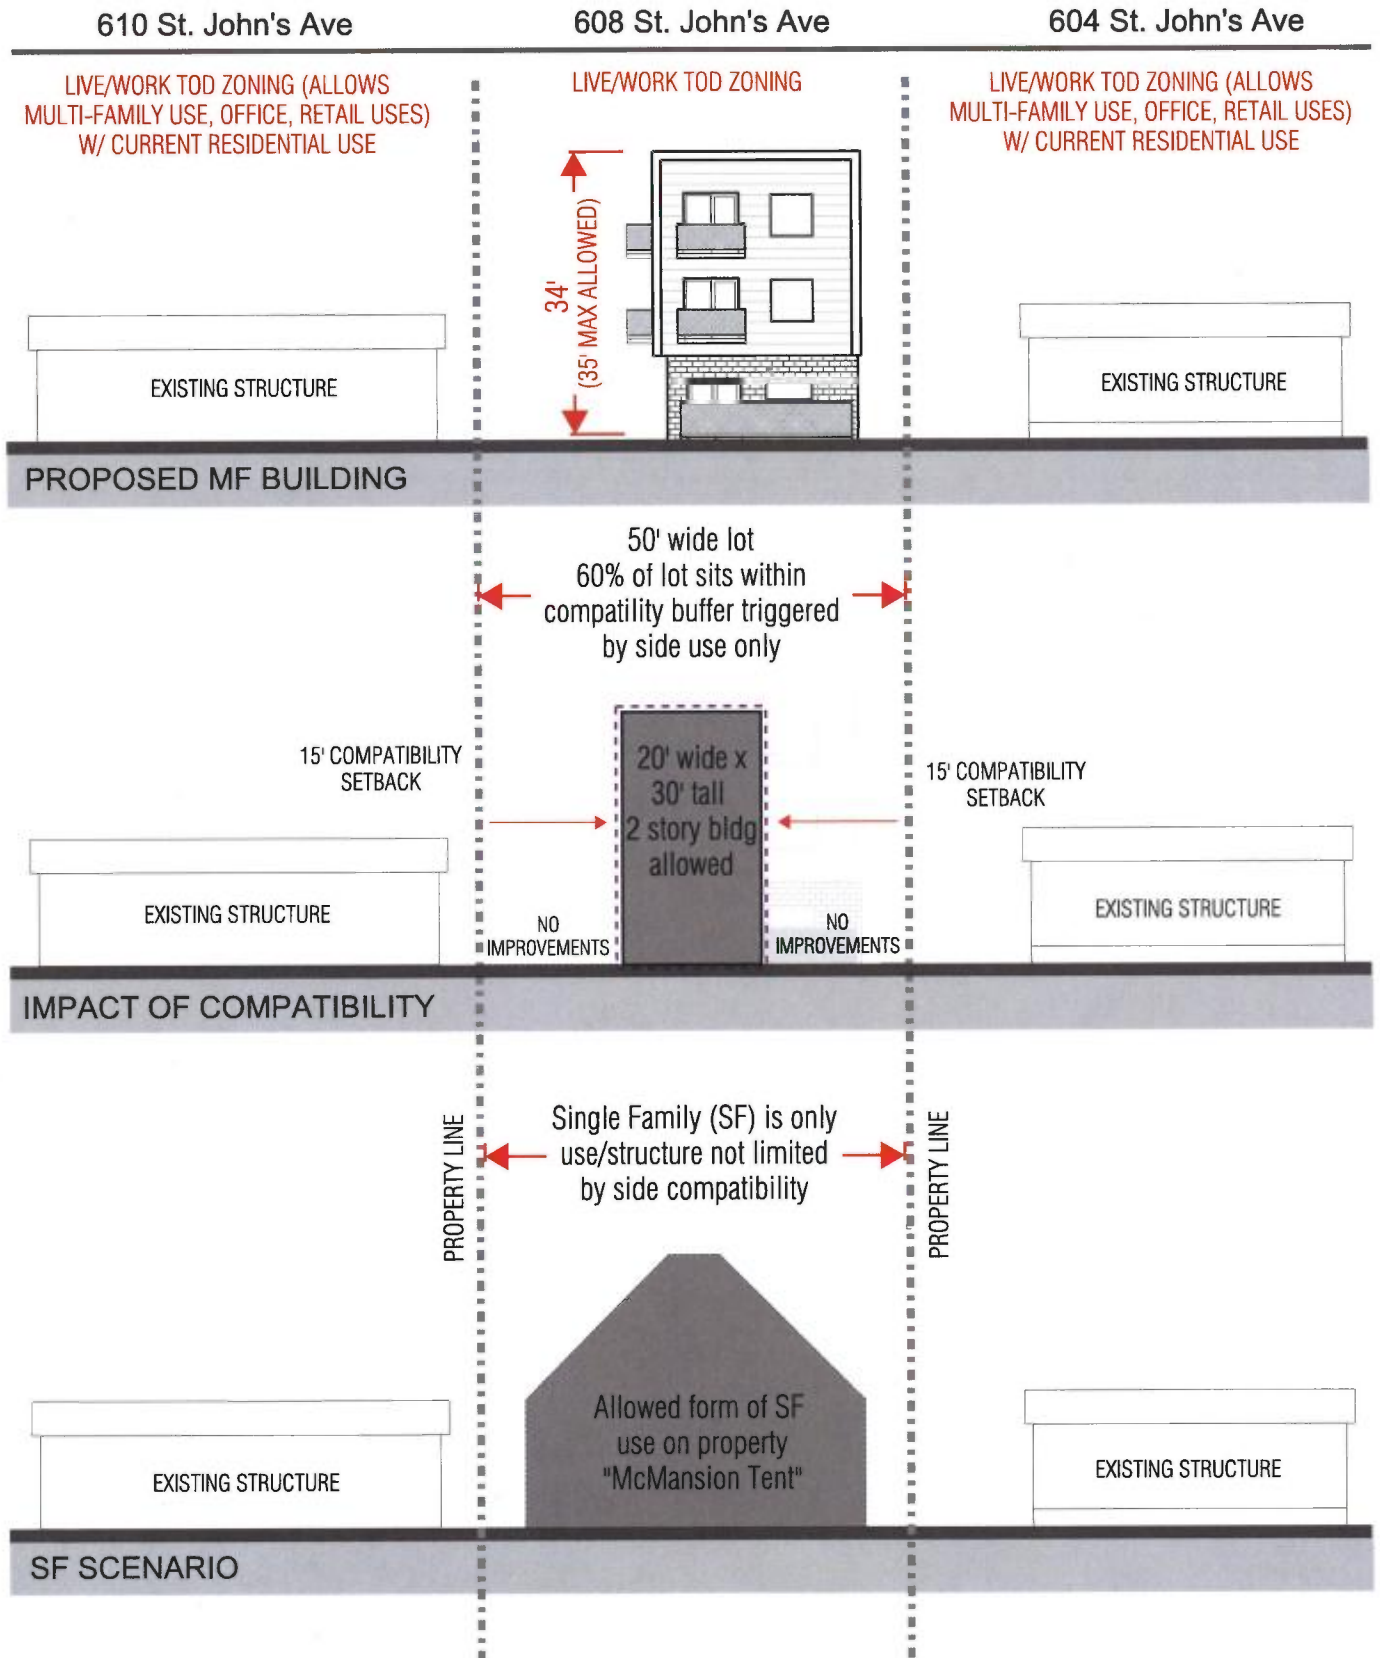 610 St. John's Ave
608 St. John's Ave
604 St. John's Ave
LIVE/WORK TOD ZONING (ALLOWS
MULTI-FAMILY USE, OFFICE, RETAIL USES)
W/ CURRENT RESIDENTIAL USE
LIVE/WORK TOD ZONING
LIVE/WORK TOD ZONING (ALLOWS
MULTI-FAMILY USE, OFFICE, RETAIL USES)
W/ CURRENT RESIDENTIAL USE
34'
(35' MAX ALLOWED)
EXISTING STRUCTURE
EXISTING STRUCTURE
PROPOSED MF BUILDING
50' wide lot
60% of lot sits within
compatility buffer triggered
by side use only
15' COMPATIBILITY
SETBACK
20' wide x
30' tall
2 story bldg
allowed
15' COMPATIBILITY
SETBACK
EXISTING STRUCTURE
NO
IMPROVEMENTS
NO
IMPROVEMENTS
EXISTING STRUCTURE
IMPACT OF COMPATIBILITY
PROPERTY LINE
Single Family (SF) is only
use/structure not limited
by side compatibility
PROPERTY LINE
Allowed form of SF
use on property
"McMansion Tent"
EXISTING STRUCTURE
EXISTING STRUCTURE
SF SCENARIO